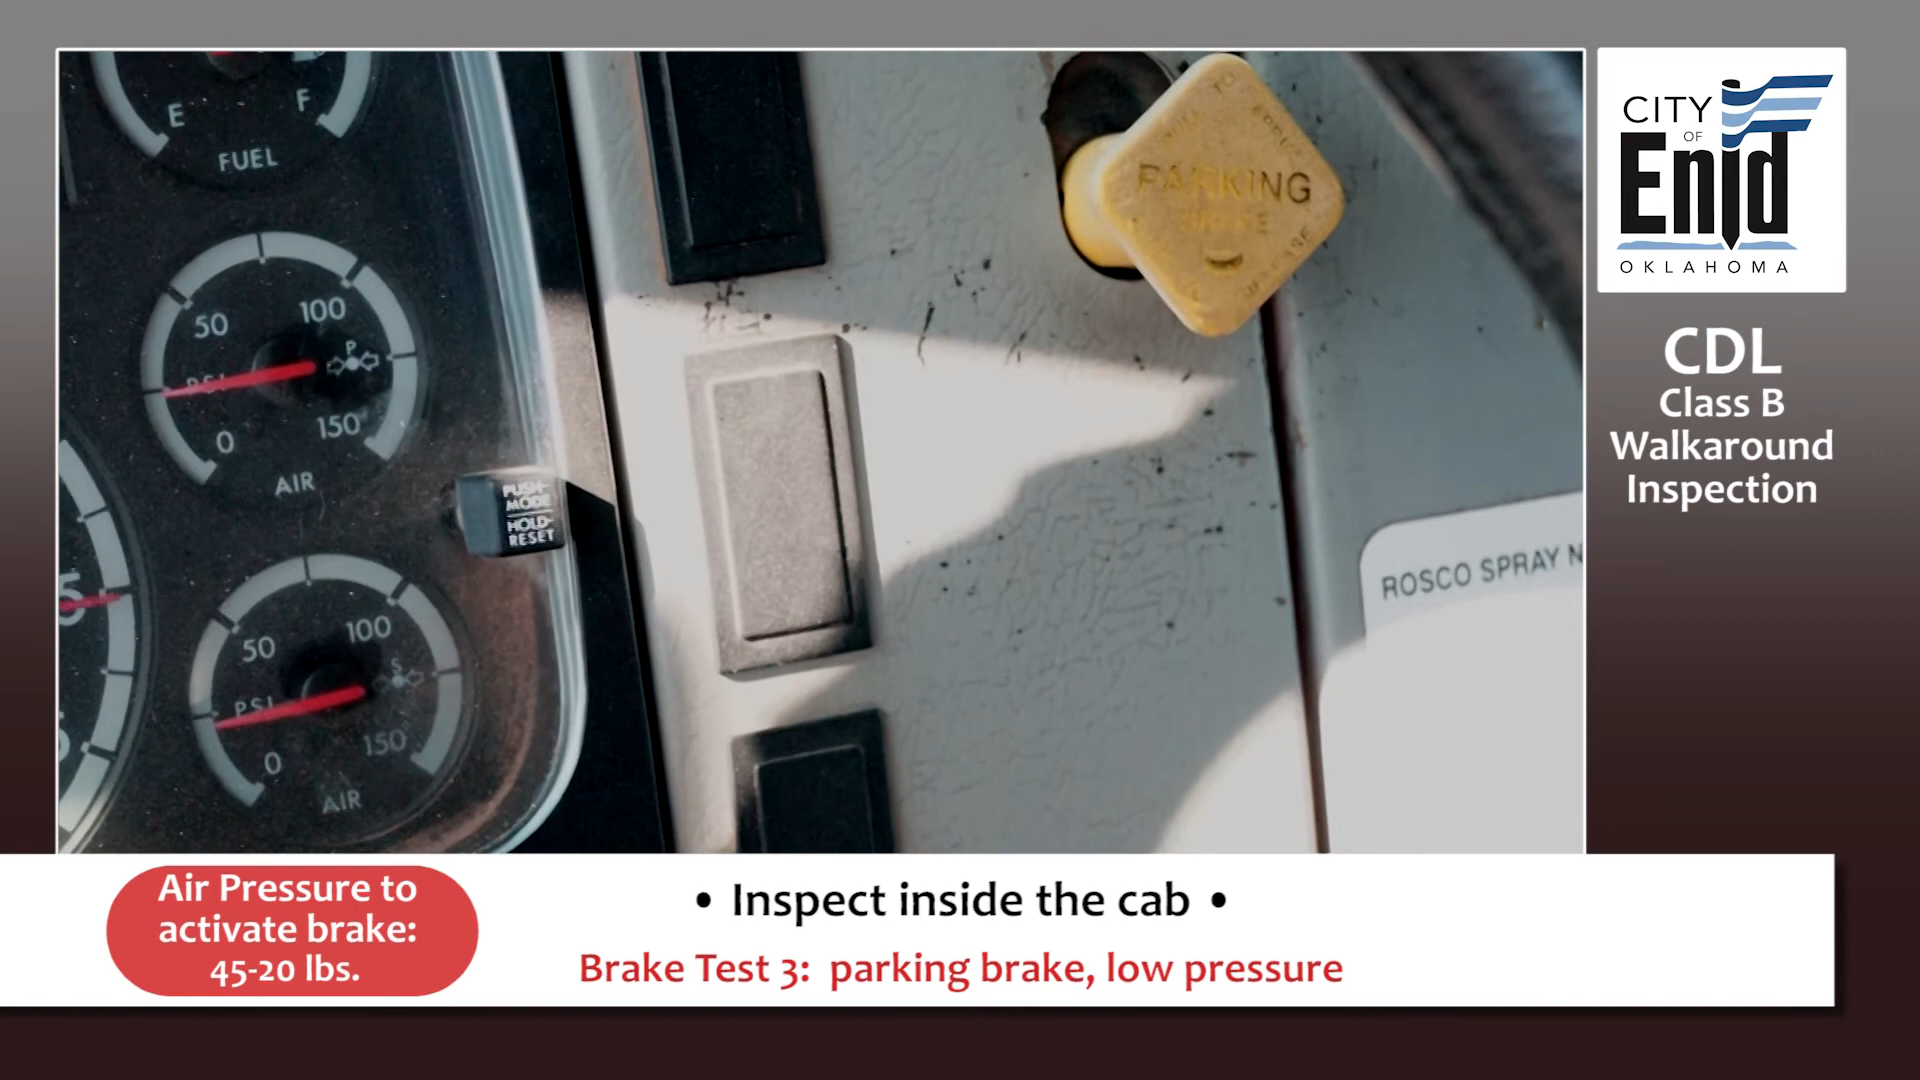 E
F
FUEL
50
100
P
PSI
0
150
AIR
PUSH-
MODE
HOLD-
RESET
50
100
S
PSI
0
150
AIR
5
PARKING
ROSCO SPRAY N
CITY
OF
Enid
OKLAHOMA
CDL
Class B
Walkaround
Inspection
Air Pressure to
activate brake:
45-20 lbs.
• Inspect inside the cab •
Brake Test 3: parking brake, low pressure